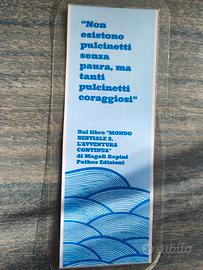 "Non
esistono
pulcinetti
senza
paura, ma
tanti
pulcinetti
coraggiosi"
Dal libro "MONDO
BESTIALE 2,
L'AVVENTURA
CONTINUA"
di Magali Rapini
Pathos Edizioni
subito